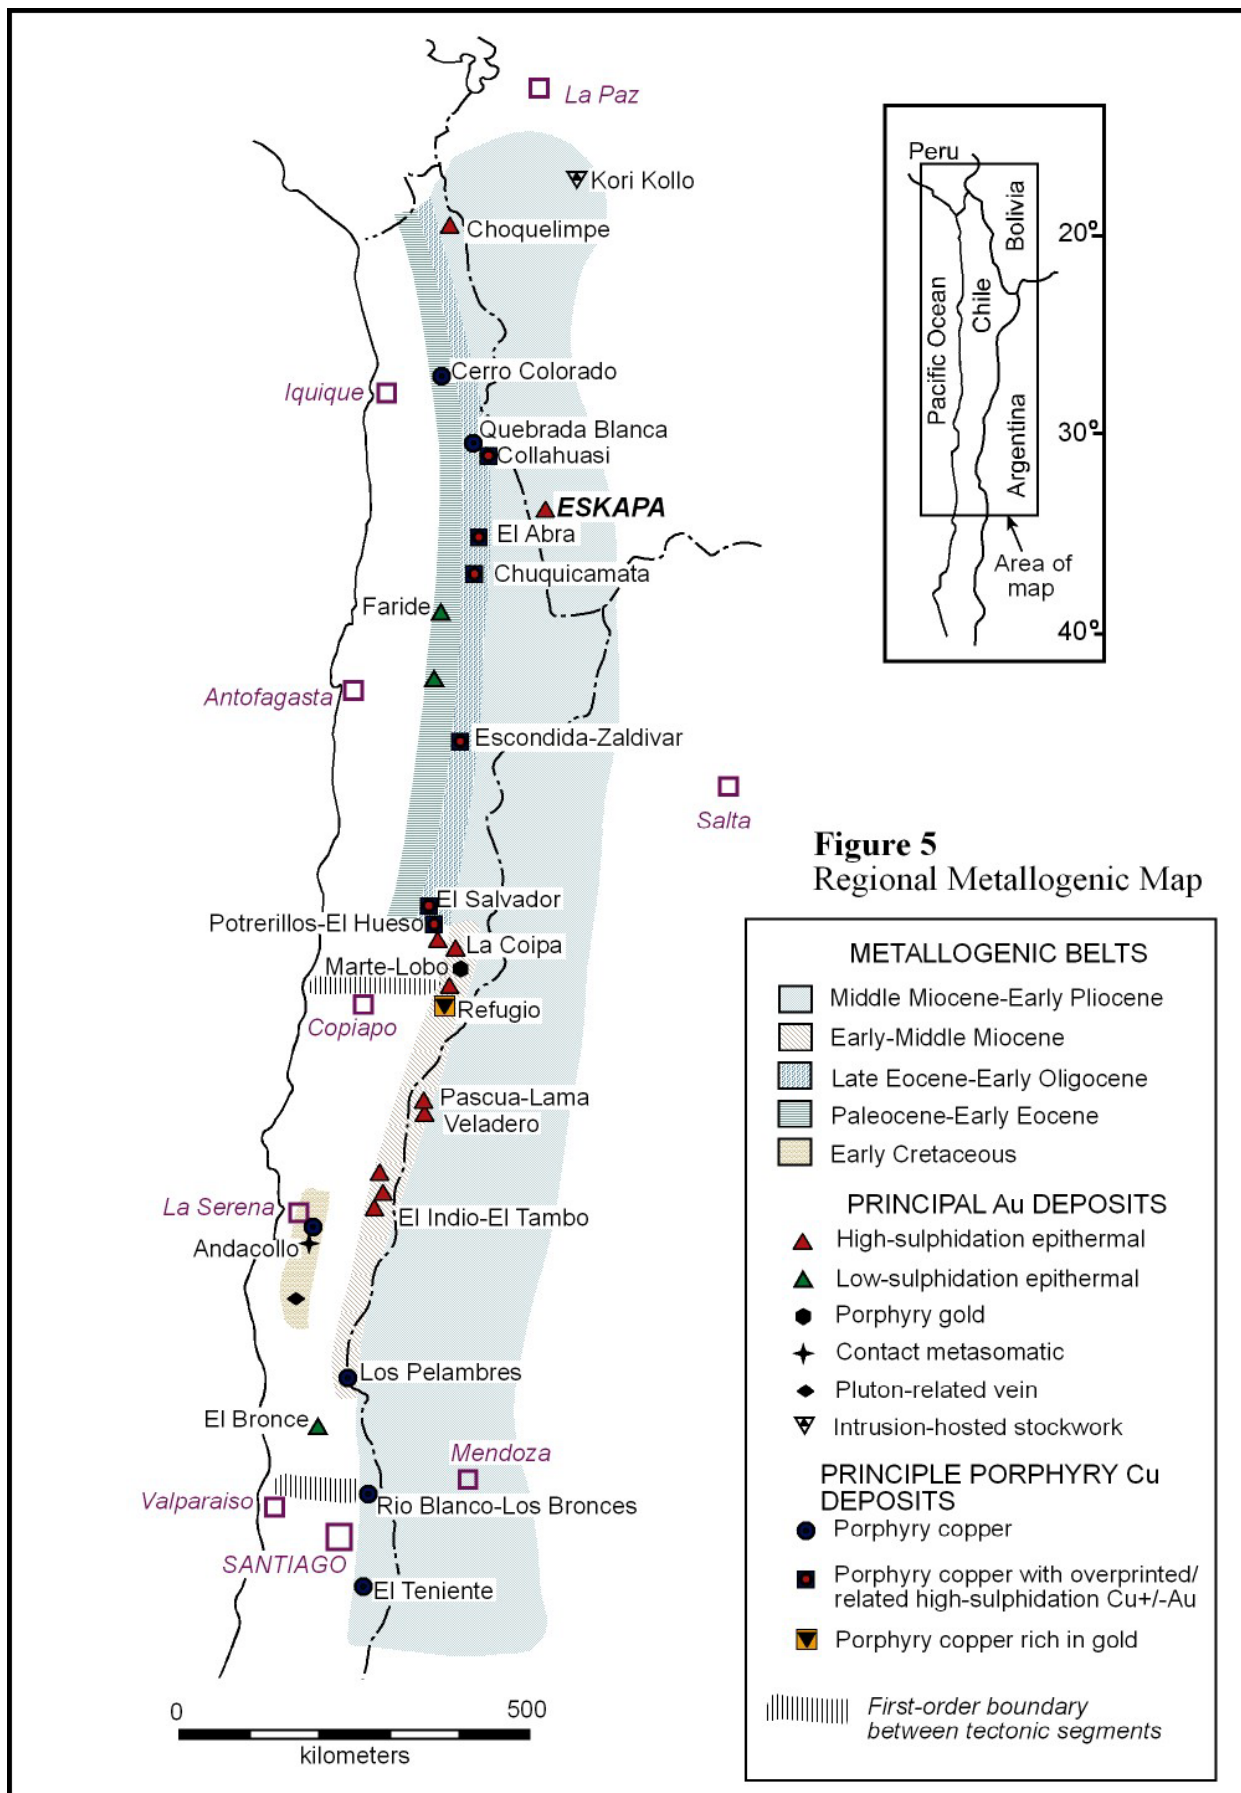 La Paz
Kori Kollo
Choquelimpe
Cerro Colorado
Iquique
Quebrada Blanca
Collahuasi
ESKAPA
El Abra
Chuquicamata
Faride
Antofagasta
Escondida-Zaldivar
Salta
El Salvador
Potrerillos-El Hueso
La Coipa
Marte-Lobo
Refugio
Copiapo
Pascua-Lama
Veladero
La Serena
El Indio-El Tambo
Andacollo
Los Pelambres
El Bronce
Mendoza
Valparaiso
Rio Blanco-Los Bronces
SANTIAGO
El Teniente
0
500
kilometers
Peru
Bolivia
20°
Pacific Ocean
Chile
Argentina
30°
Area of
map
40°
Figure 5
Regional Metallogenic Map
METALLOGENIC BELTS
Middle Miocene-Early Pliocene
Early-Middle Miocene
Late Eocene-Early Oligocene
Paleocene-Early Eocene
Early Cretaceous
PRINCIPAL Au DEPOSITS
High-sulphidation epithermal
Low-sulphidation epithermal
Porphyry gold
Contact metasomatic
Pluton-related vein
Intrusion-hosted stockwork
PRINCIPLE PORPHYRY Cu
DEPOSITS
Porphyry copper
Porphyry copper with overprinted/
related high-sulphidation Cu+/-Au
Porphyry copper rich in gold
First-order boundary
between tectonic segments